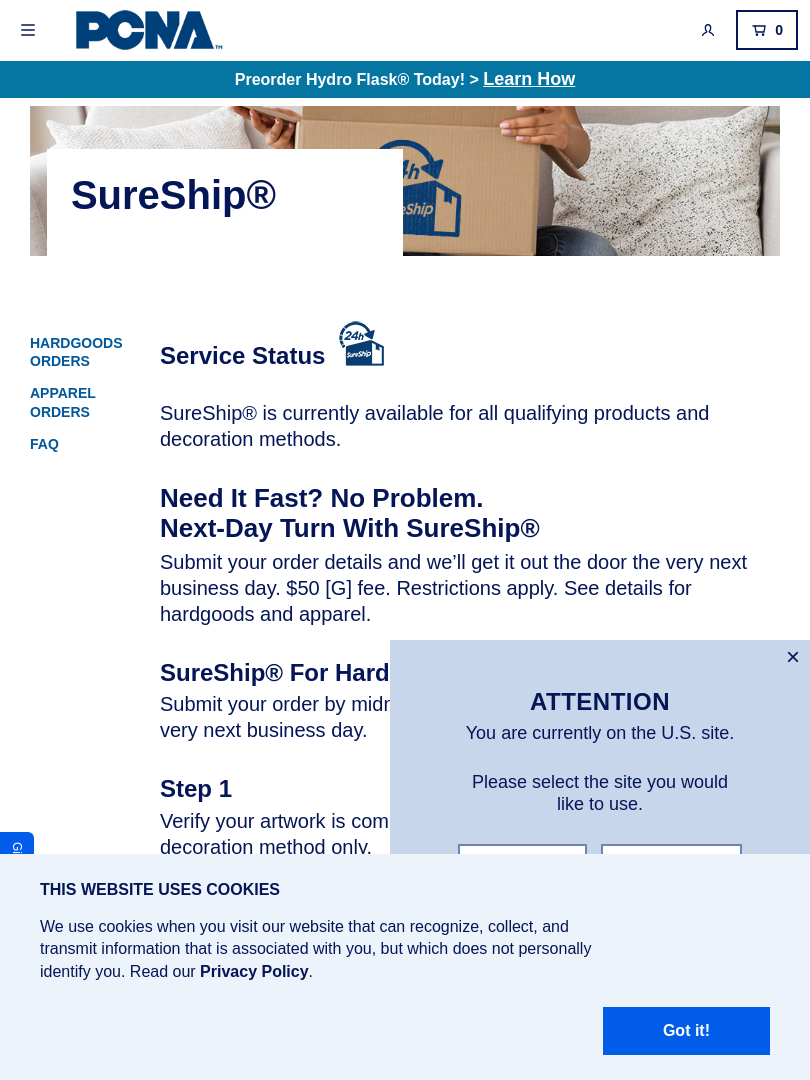 PCNA™
0
Preorder Hydro Flask® Today! > Learn How
SureShip®
24h
SureShip
HARDGOODS
ORDERS
APPAREL
ORDERS
FAQ
Service Status
24h
SureShip
SureShip® is currently available for all qualifying products and
decoration methods.
Need It Fast? No Problem.
Next-Day Turn With SureShip®
Submit your order details and we’ll get it out the door the very next
business day. $50 [G] fee. Restrictions apply. See details for
hardgoods and apparel.
SureShip® For Hard
Submit your order by midn
very next business day.
Step 1
Verify your artwork is com
decoration method only.
ATTENTION
You are currently on the U.S. site.
Please select the site you would
like to use.
Gi
THIS WEBSITE USES COOKIES
We use cookies when you visit our website that can recognize, collect, and
transmit information that is associated with you, but which does not personally
identify you. Read our Privacy Policy.
Got it!